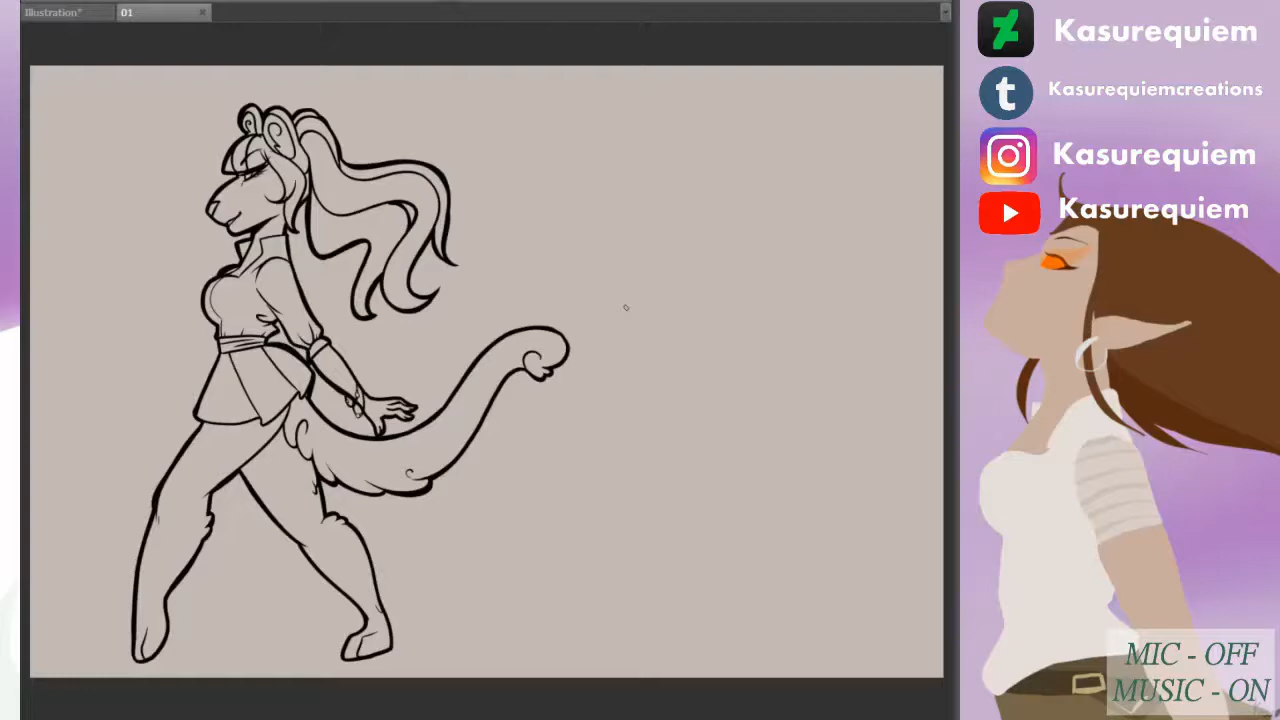 Illustration*
01
Kasurequiem
Kasurequiemcreations
Kasurequiem
Kasurequiem
MIC - OFF
MUSIC - ON